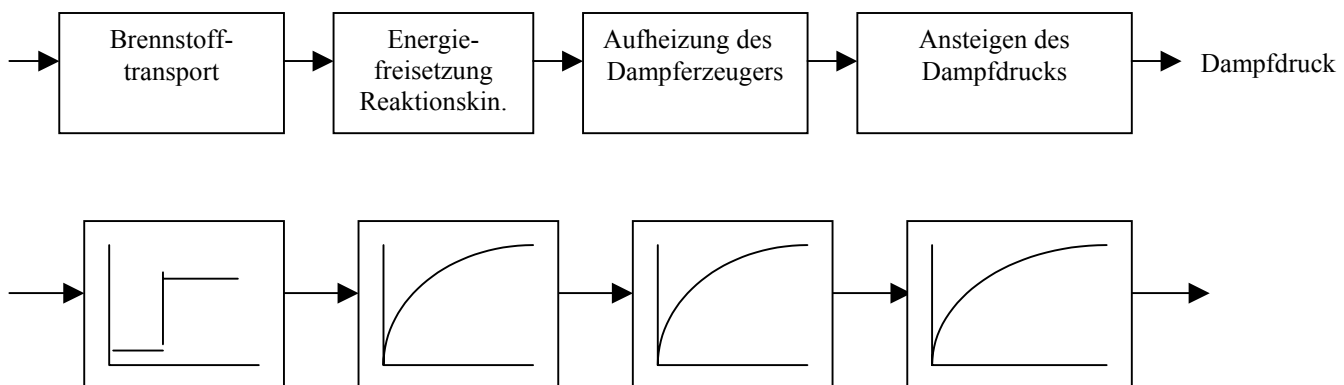 Brennstoff-
transport
Energie-
freisetzung
Reaktionskin.
Aufheizung des
Dampferzeugers
Ansteigen des
Dampfdrucks
Dampfdruck